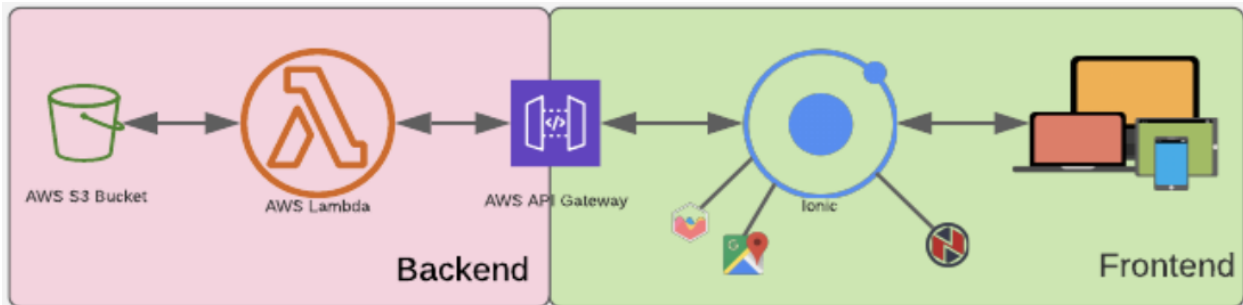 AWS S3 Bucket
AWS Lambda
AWS API Gateway
Ionic
Backend
Frontend